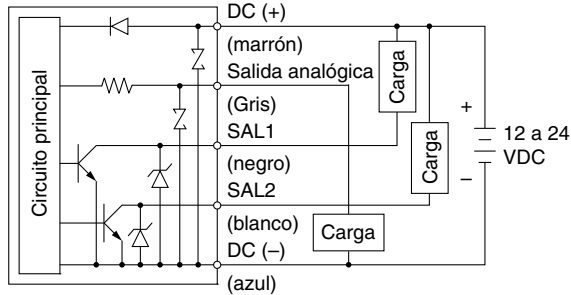 DC (+)
(marrón)
Salida analógica
(Gris)
SAL1
(negro)
SAL2
(blanco)
DC (–)
(azul)
Circuito principal
Carga
Carga
Carga
+
12 a 24
VDC
–